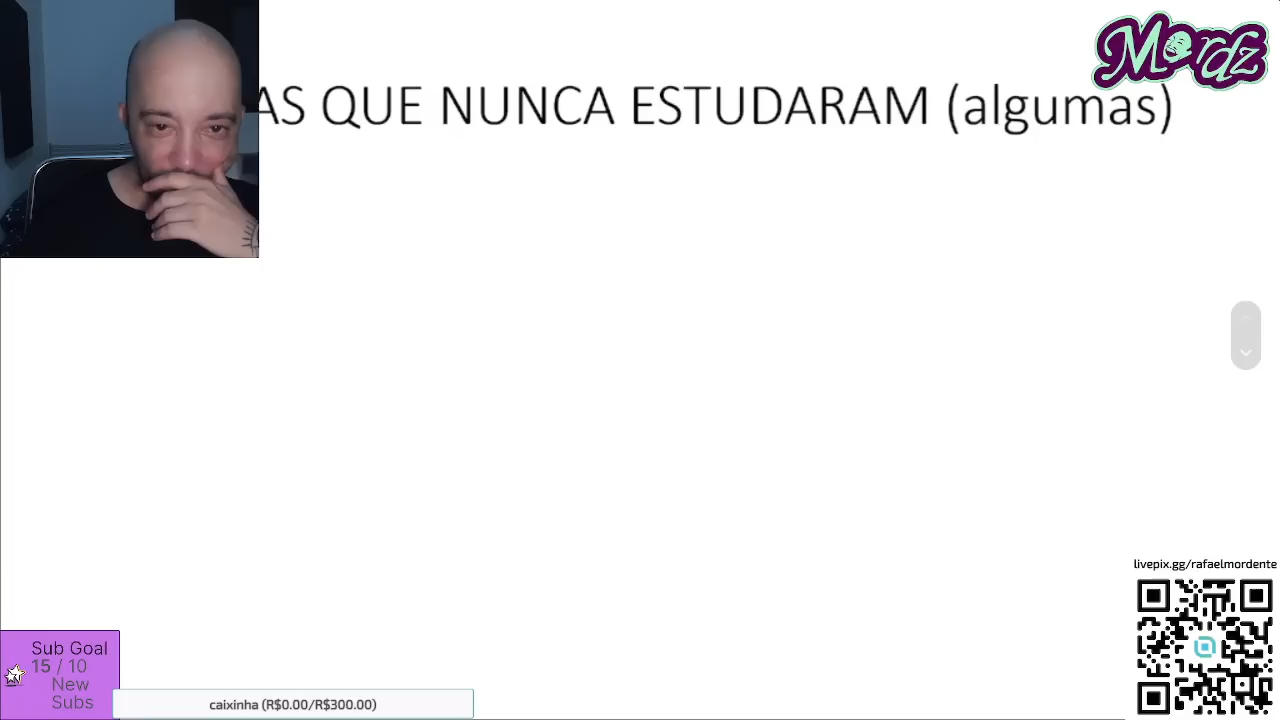 Mordz
AS QUE NUNCA ESTUDARAM (algumas)
livepix.gg/rafaelmordente
Sub Goal
15 / 10
New
Subs
caixinha (R$0.00/R$300.00)